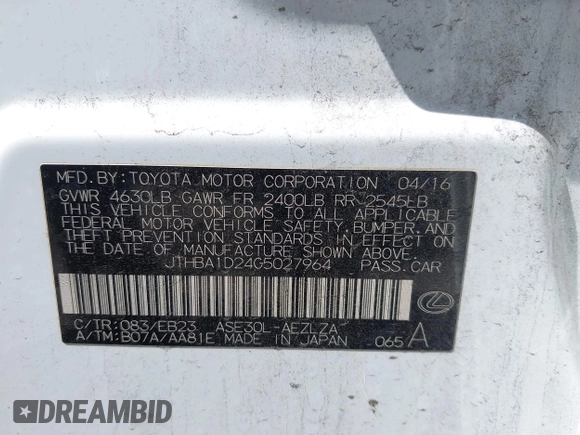 MFD. BY: TOYOTA MOTOR CORPORATION 04/16
GVWR 4630LB GAWR FR 2400LB RR 2545LB
THIS VEHICLE CONFORMS TO ALL APPLICABLE
FEDERAL MOTOR VEHICLE SAFETY, BUMPER, AND
THEFT PREVENTION STANDARDS IN EFFECT ON
THE DATE OF MANUFACTURE SHOWN ABOVE.
JTHBA1D24G5027964 PASS. CAR
C/TR: 083/EB23 ASE30L-AEZLZA
A/TM: B07A/AA81E MADE IN JAPAN 065 A
DREAMBID